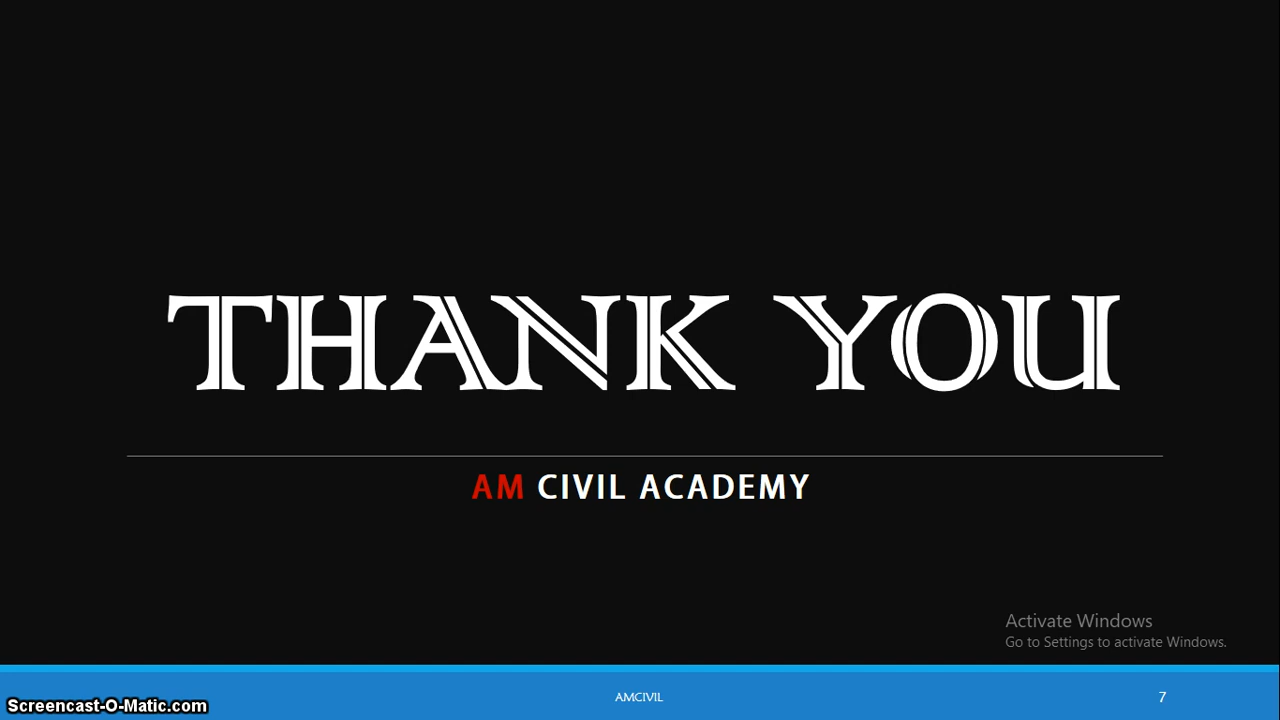 THANK YOU
AM CIVIL ACADEMY
Activate Windows
Go to Settings to activate Windows.
Screencast-O-Matic.com
AMCIVIL
7